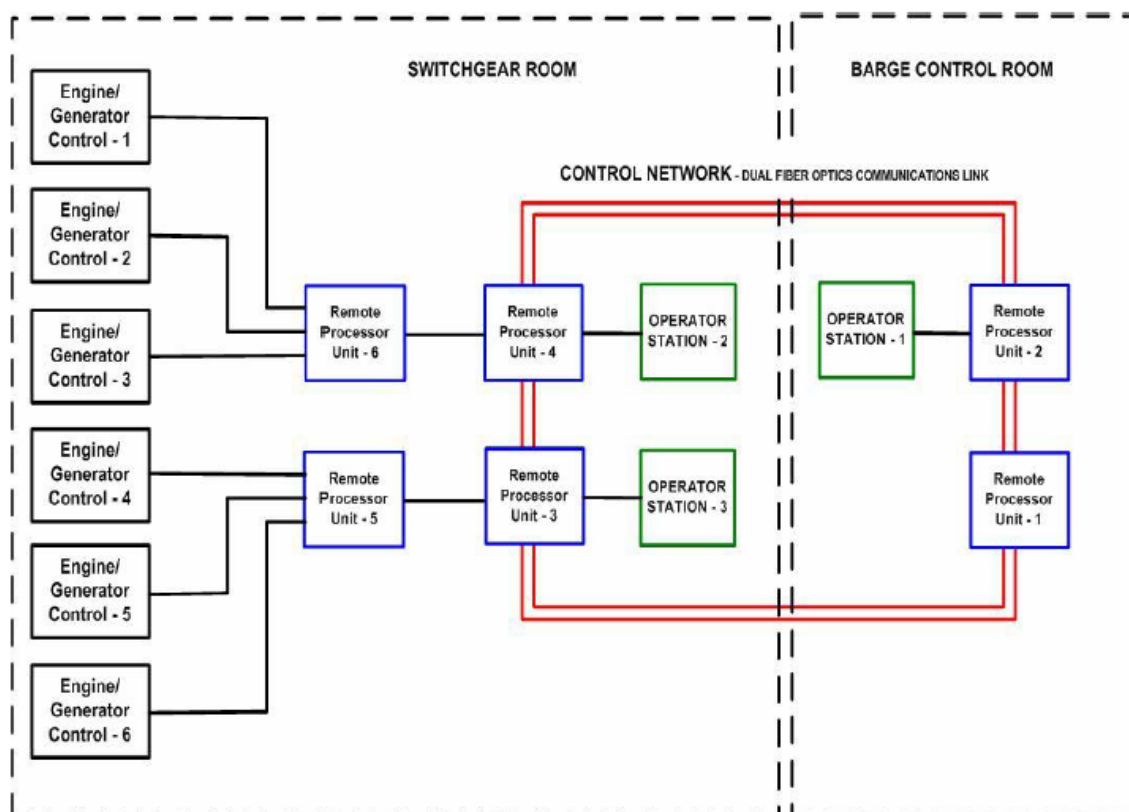 SWITCHGEAR ROOM
BARGE CONTROL ROOM
Engine/
Generator
Control - 1
CONTROL NETWORK - DUAL FIBER OPTICS COMMUNICATIONS LINK
Engine/
Generator
Control - 2
Engine/
Generator
Control - 3
Remote
Processor
Unit - 6
Remote
Processor
Unit - 4
OPERATOR
STATION - 2
OPERATOR
STATION - 1
Remote
Processor
Unit - 2
Engine/
Generator
Control - 4
Remote
Processor
Unit - 5
Remote
Processor
Unit - 3
OPERATOR
STATION - 3
Remote
Processor
Unit - 1
Engine/
Generator
Control - 5
Engine/
Generator
Control - 6